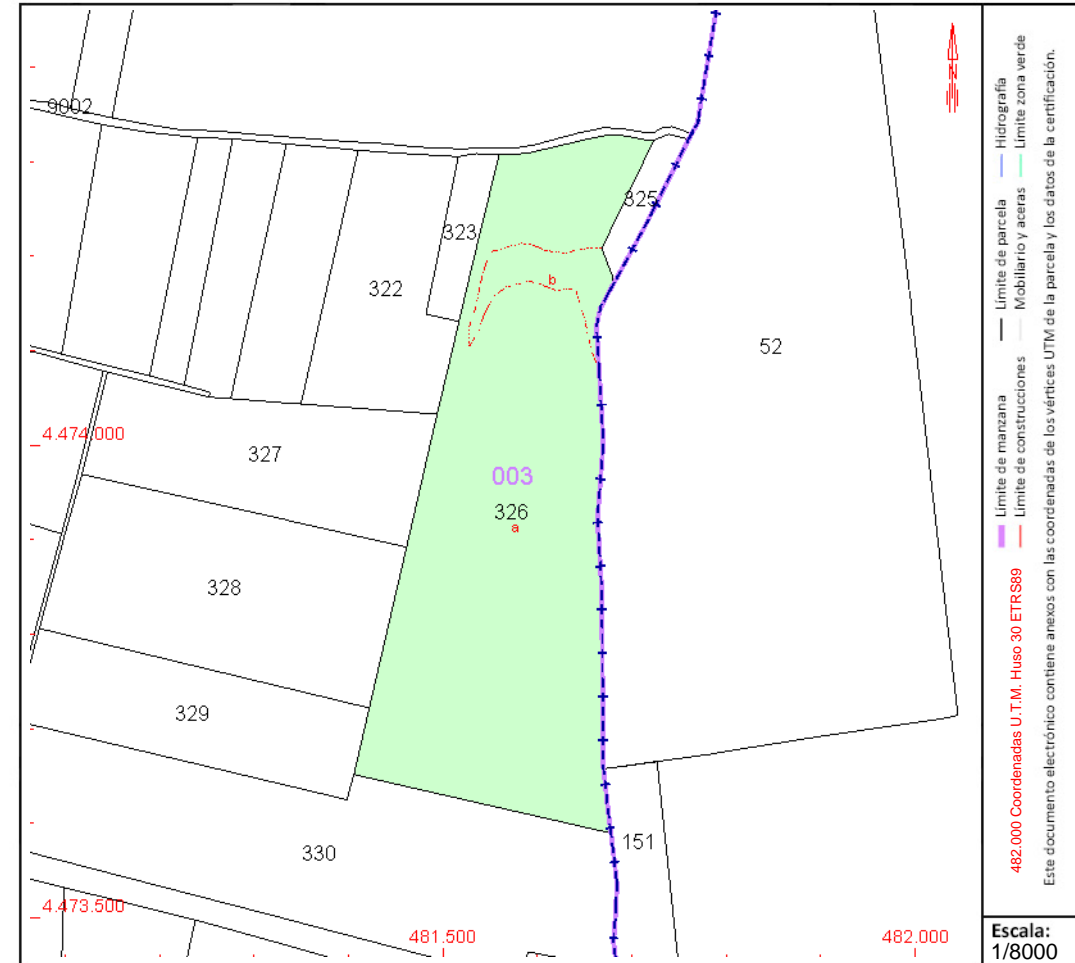 9002
325
323
322
b
52
4.474.000
327
003
326
a
328
329
151
330
4.473.500
481.500
482.000
N
482.000 Coordenadas U.T.M. Huso 30 ETRS89
Límite de manzana
Límite de parcela
Hidrografía
Límite de construcciones
Mobiliario y aceras
Límite zona verde
Este documento electrónico contiene anexos con las coordenadas de los vértices UTM de la parcela y los datos de la certificación.
Escala:
1/8000